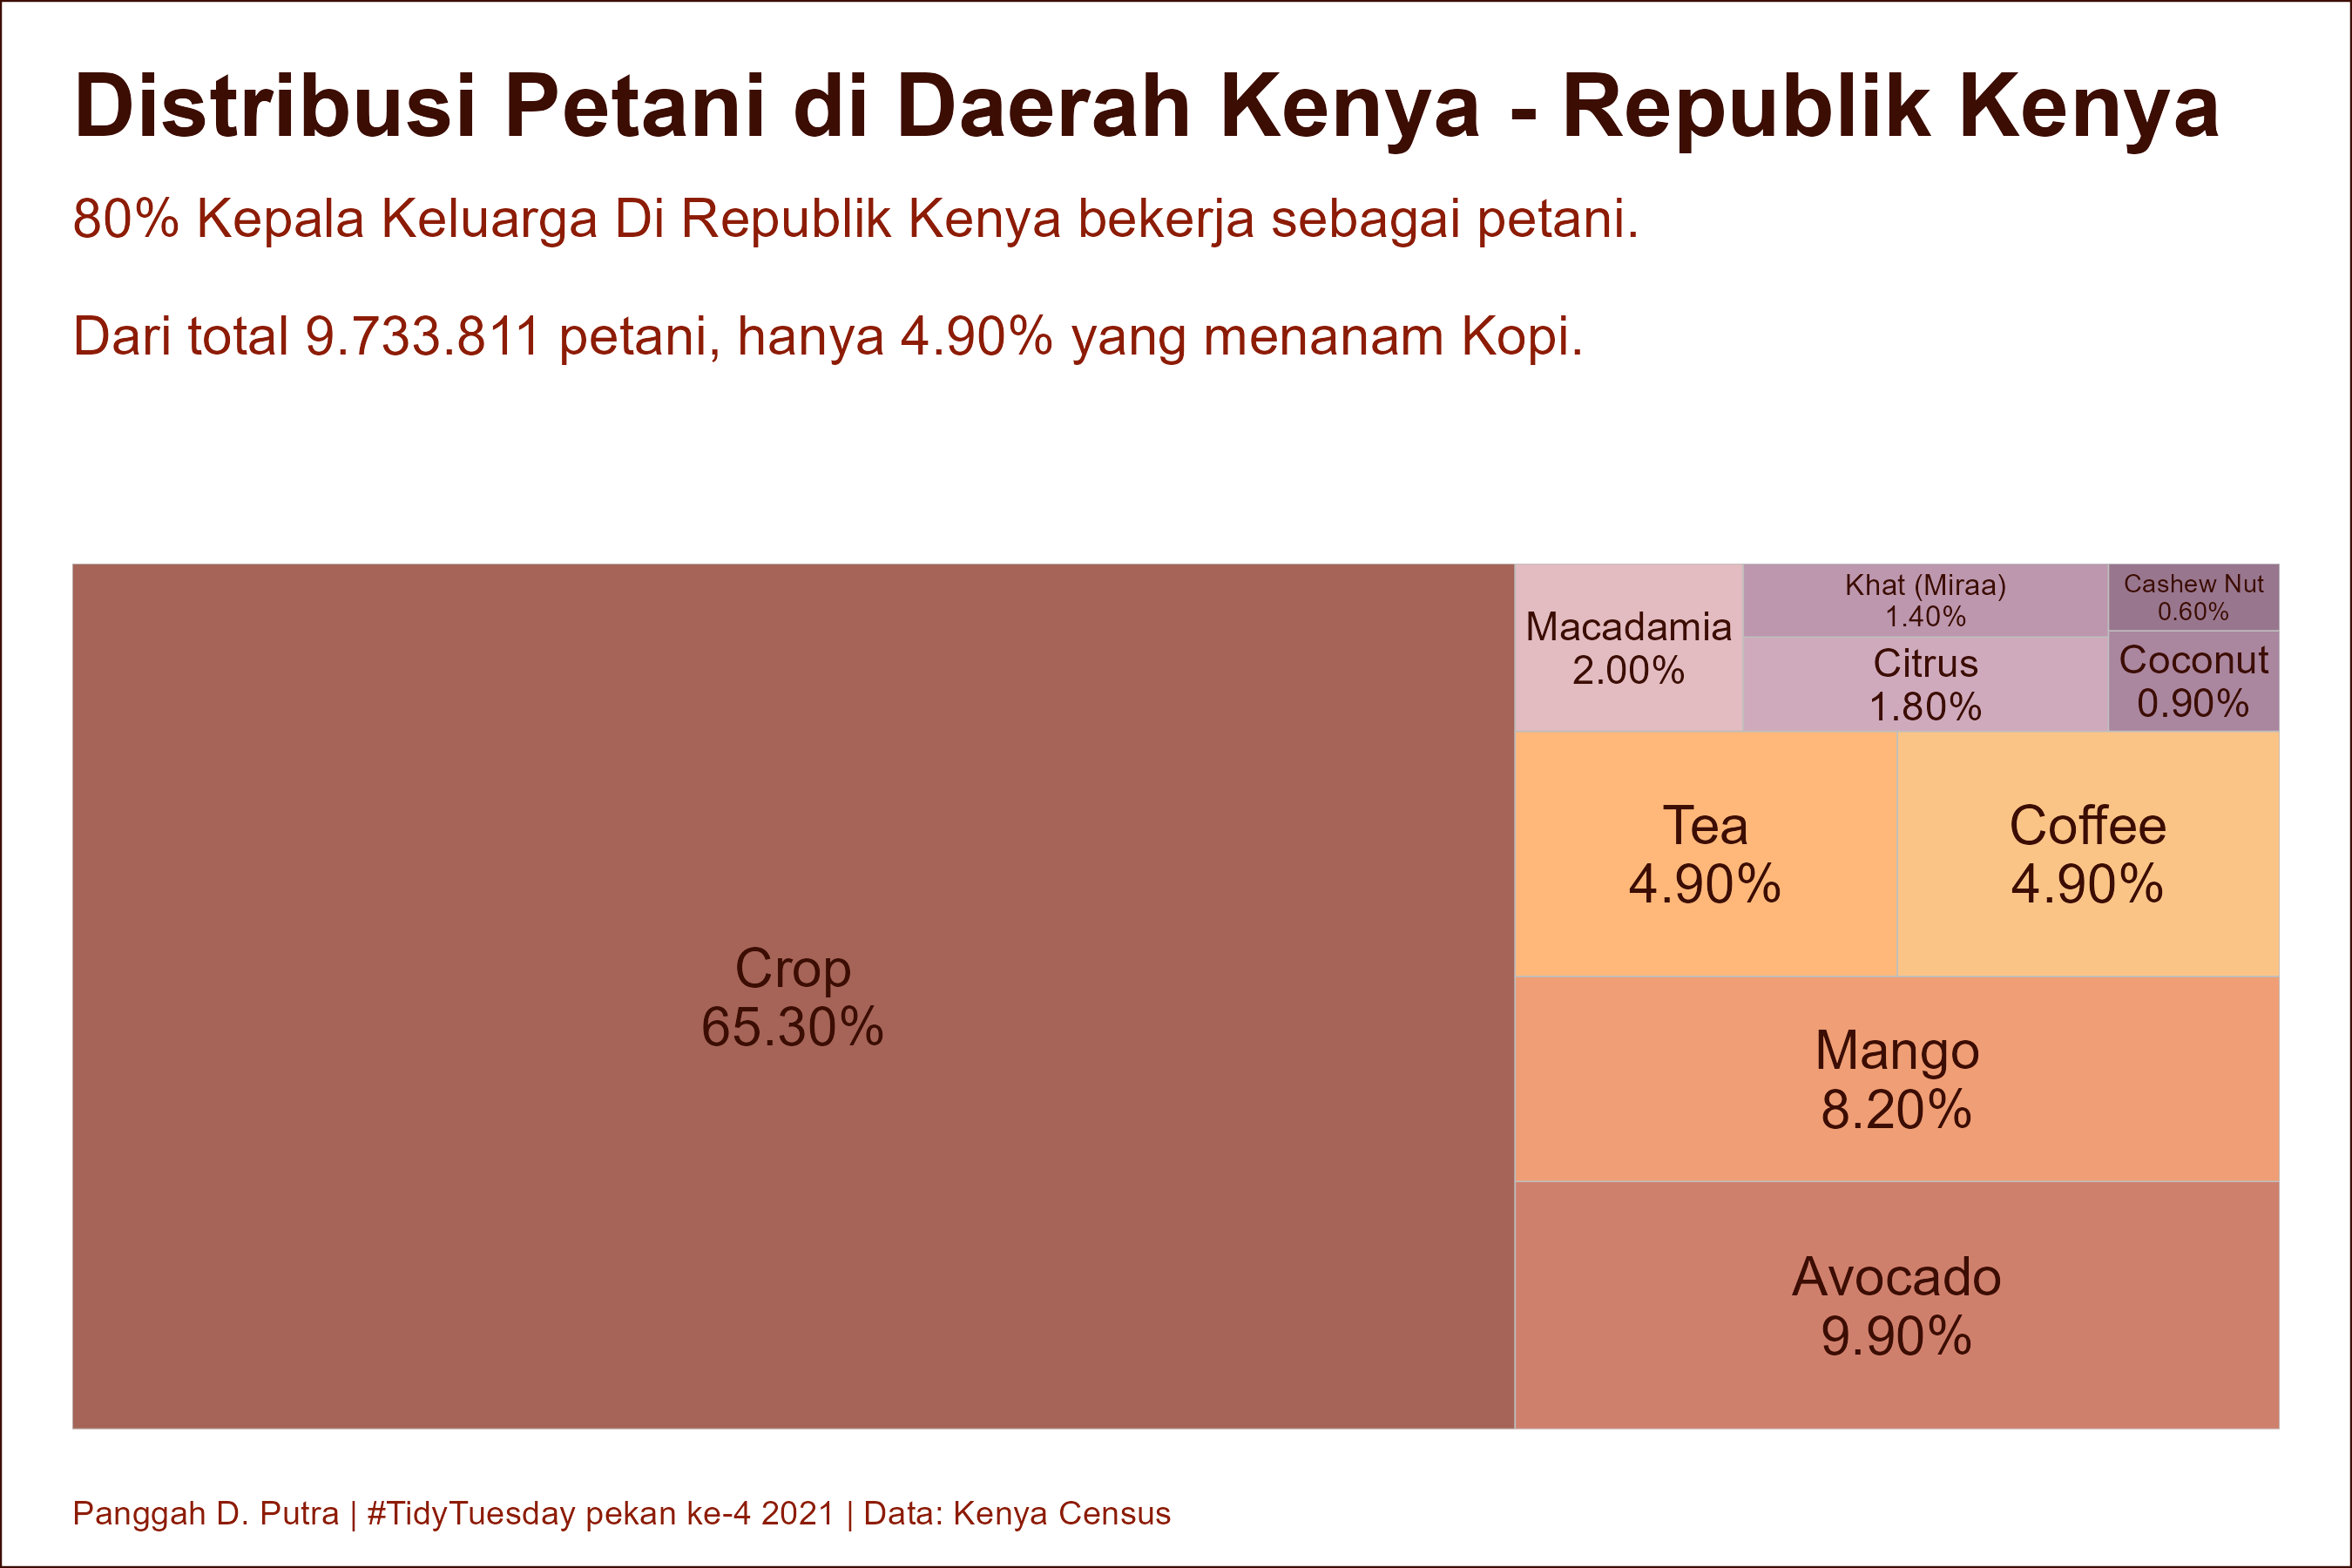 Distribusi Petani di Daerah Kenya - Republik Kenya
80% Kepala Keluarga Di Republik Kenya bekerja sebagai petani.
Dari total 9.733.811 petani, hanya 4.90% yang menanam Kopi.
Crop
65.30%
Macadamia
2.00%
Khat (Miraa)
1.40%
Citrus
1.80%
Cashew Nut
0.60%
Coconut
0.90%
Tea
4.90%
Coffee
4.90%
Mango
8.20%
Avocado
9.90%
Panggah D. Putra | #TidyTuesday pekan ke-4 2021 | Data: Kenya Census